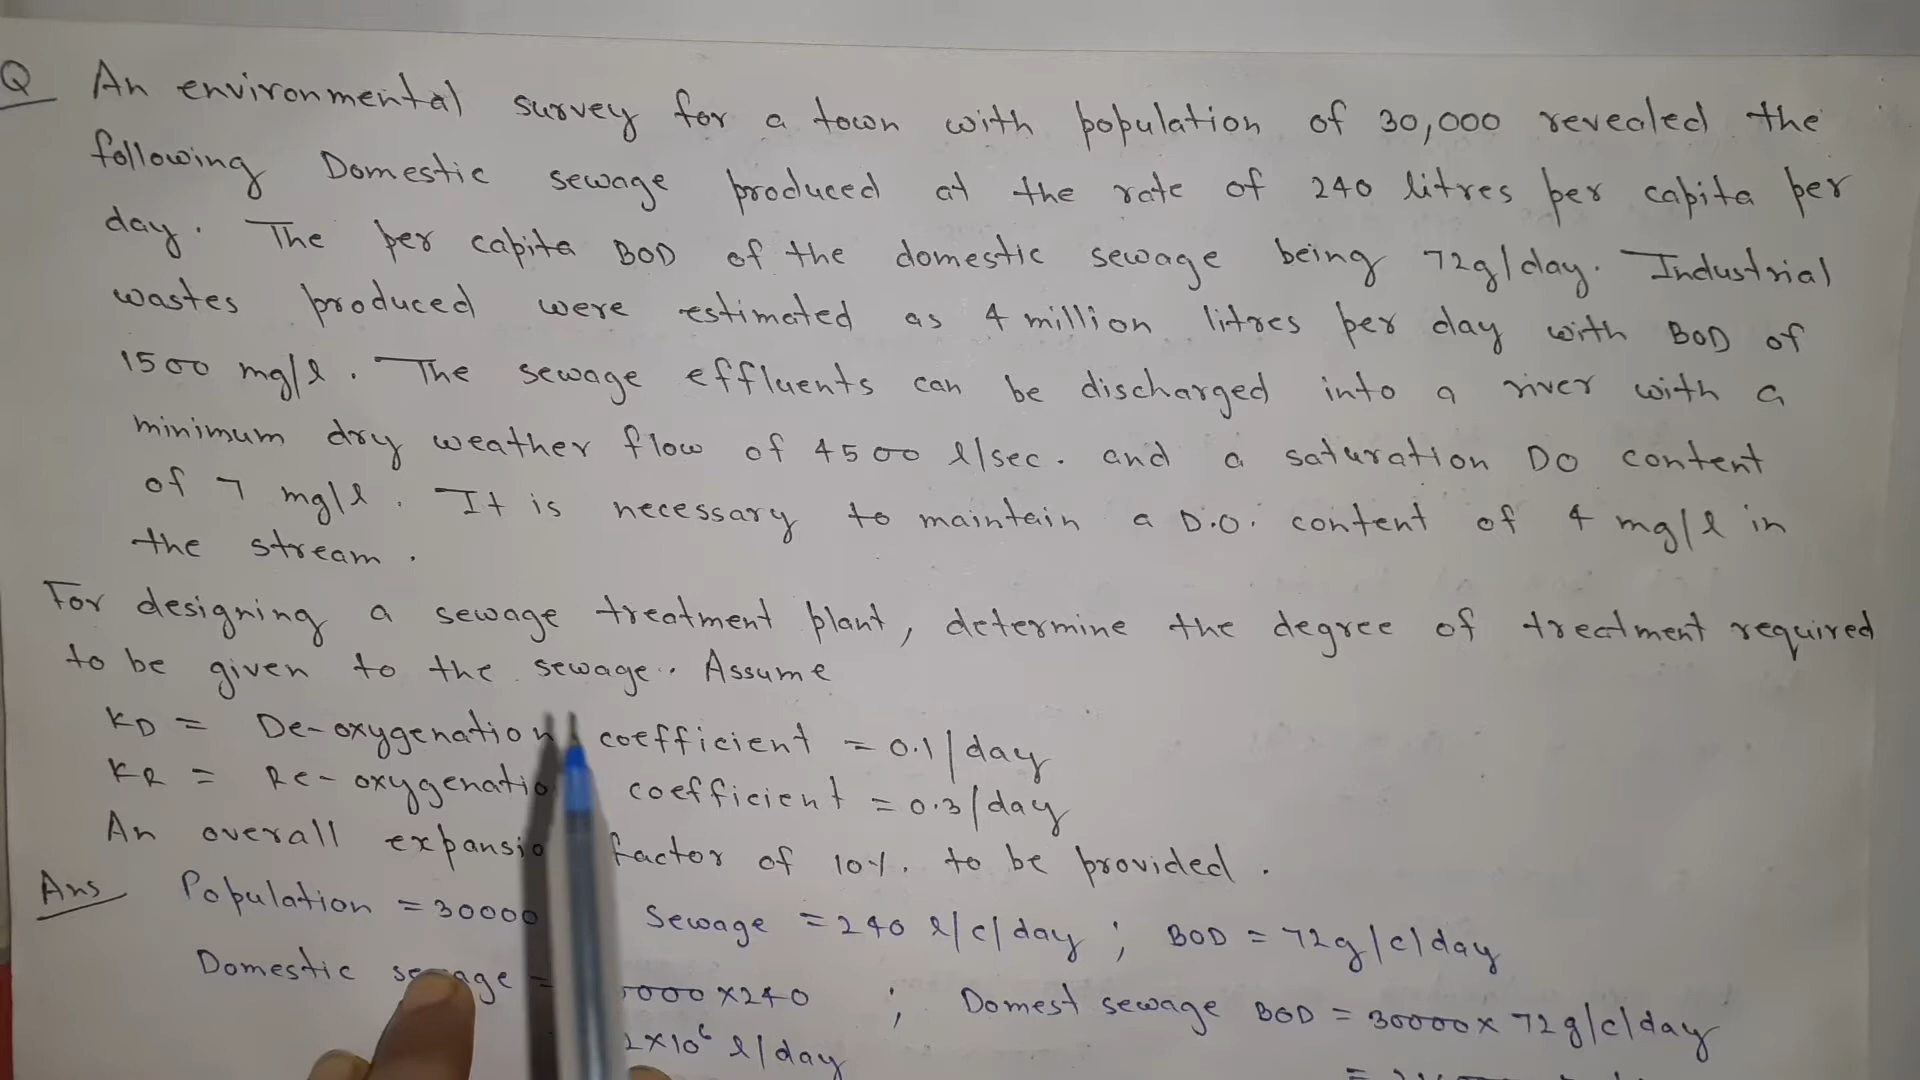 Q An environmental survey for a town with population of 30,000 revealed the
following Domestic sewage produced at the rate of 240 litres per capita per
day. The per capita BOD of the domestic sewage being 72g/day. Industrial
wastes produced were estimated as 4 million litres per day with BOD of
1500 mg/l. The sewage effluents can be discharged into a river with a
minimum dry weather flow of 4500 l/sec. and a saturation DO content
of 7 mg/l. It is necessary to maintain a D.O. content of 4 mg/l in
the stream.
For designing a sewage treatment plant, determine the degree of treatment required
to be given to the sewage. Assume
KD = De-oxygenation coefficient = 0.1/day
KR = Re-oxygenation coefficient = 0.3/day
An overall factor of 10%. to be provided.
Ans Population = 30000 Sewage = 240 l/c/day ; BOD = 72g/c/day
Domestic = 000 x 240 ; Domest sewage BOD = 30000 x 72g/c/day
2x10⁶ l/day